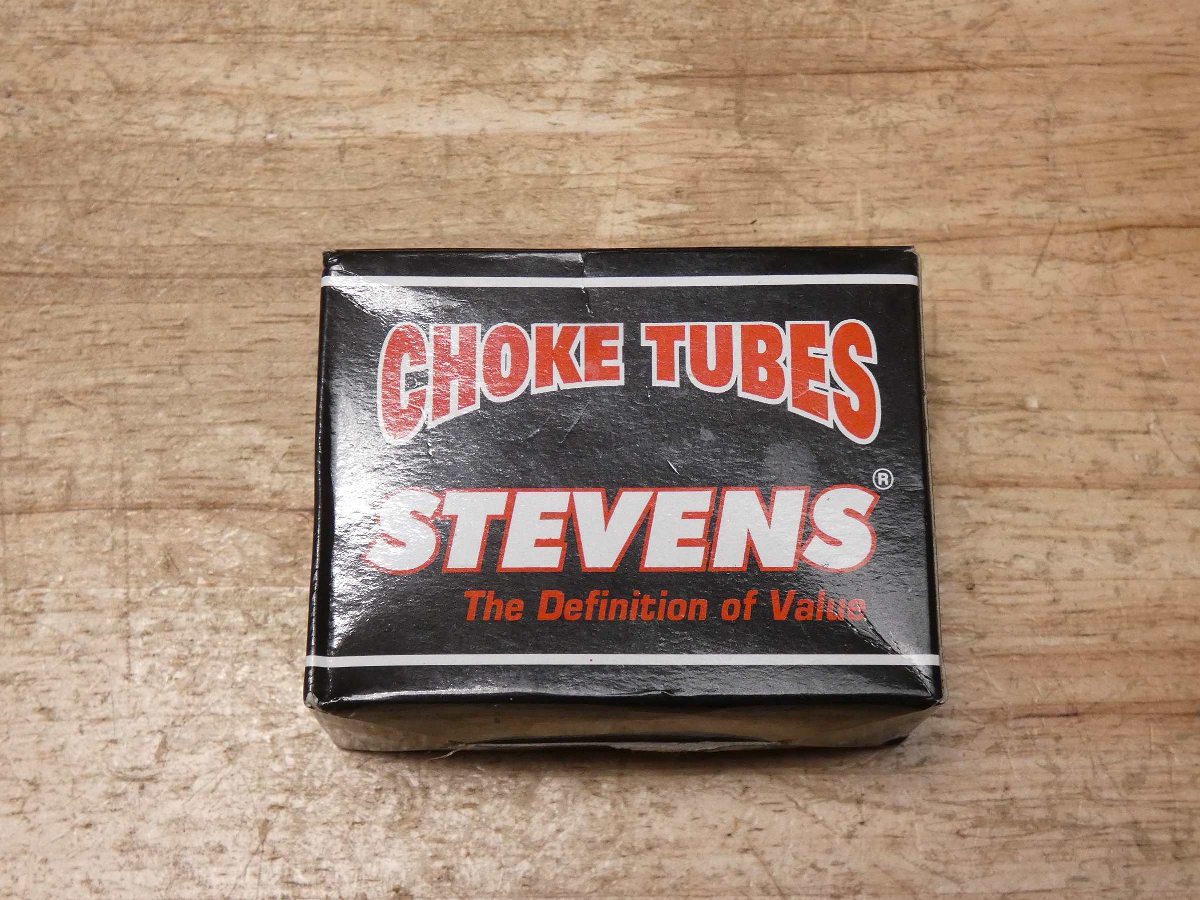 CHOKE TUBES
STEVENS®
The Definition of Value